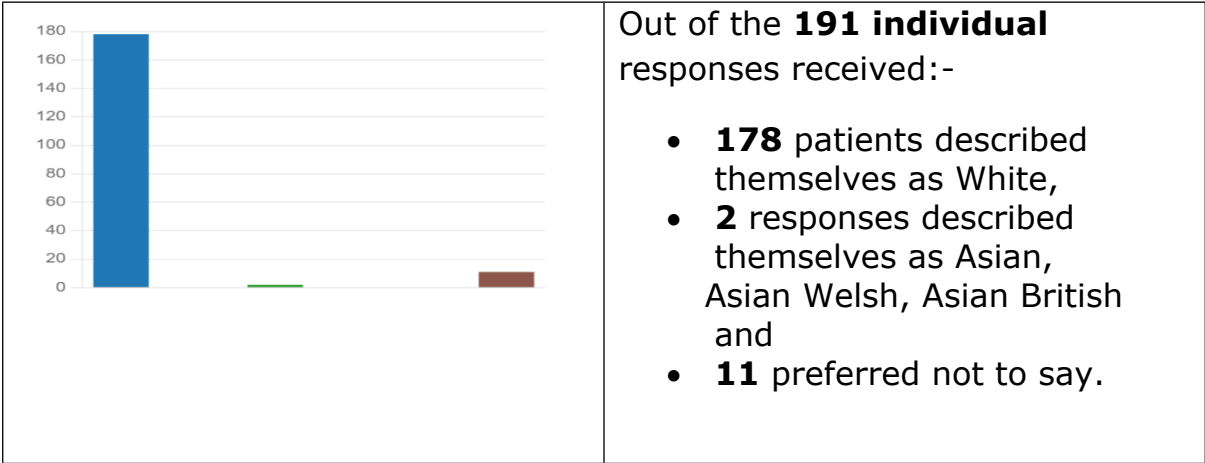 180
160
140
120
100
80
60
40
20
0
Out of the 191 individual
responses received:-
• 178 patients described
themselves as White,
• 2 responses described
themselves as Asian,
Asian Welsh, Asian British
and
• 11 preferred not to say.